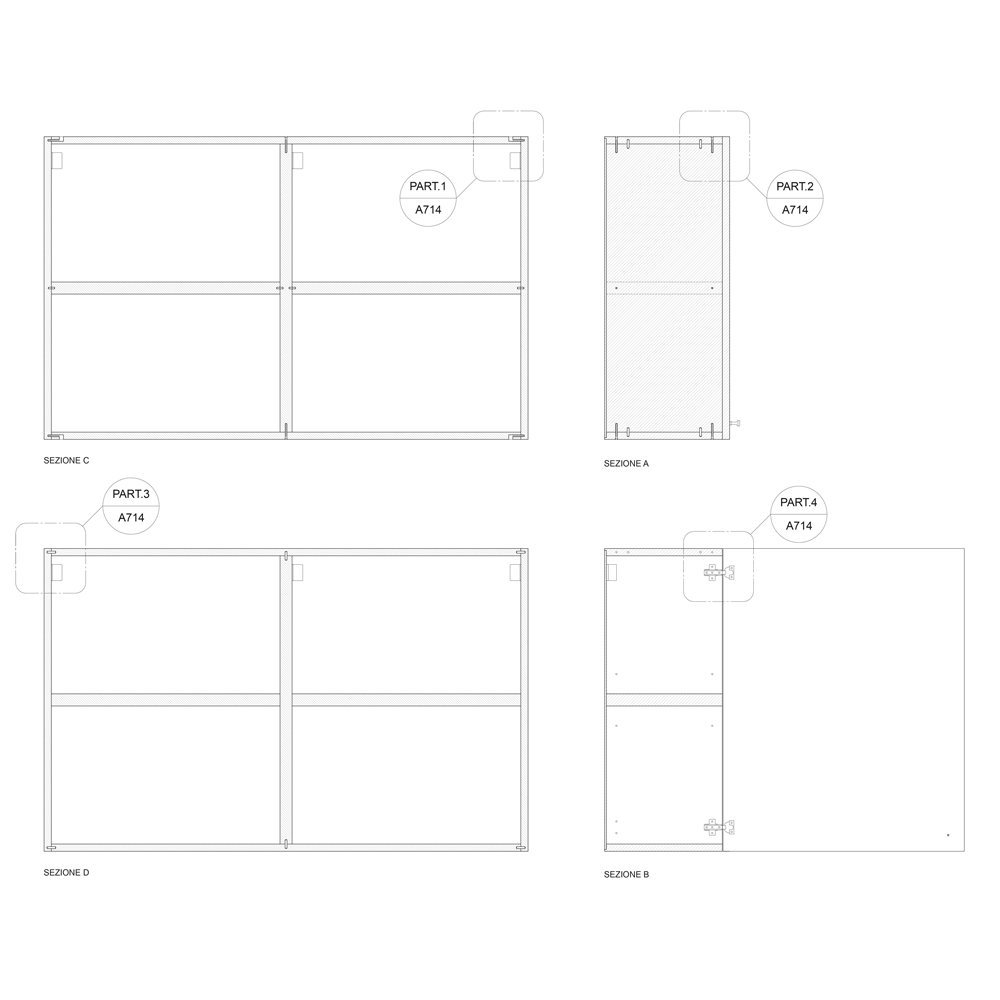 PART.1
A714
PART.2
A714
SEZIONE C
SEZIONE A
PART.3
A714
PART.4
A714
SEZIONE D
SEZIONE B